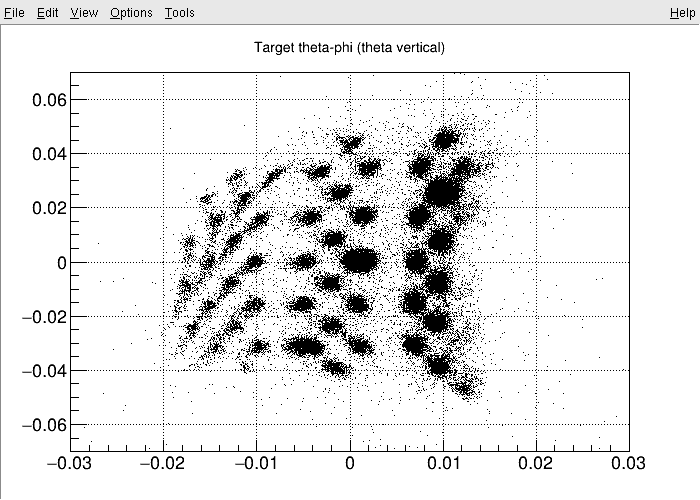 File Edit View Options Tools Help
Target theta-phi (theta vertical)
0.06
0.04
0.02
0
−0.02
−0.04
−0.06
−0.03 −0.02 −0.01 0 0.01 0.02 0.03